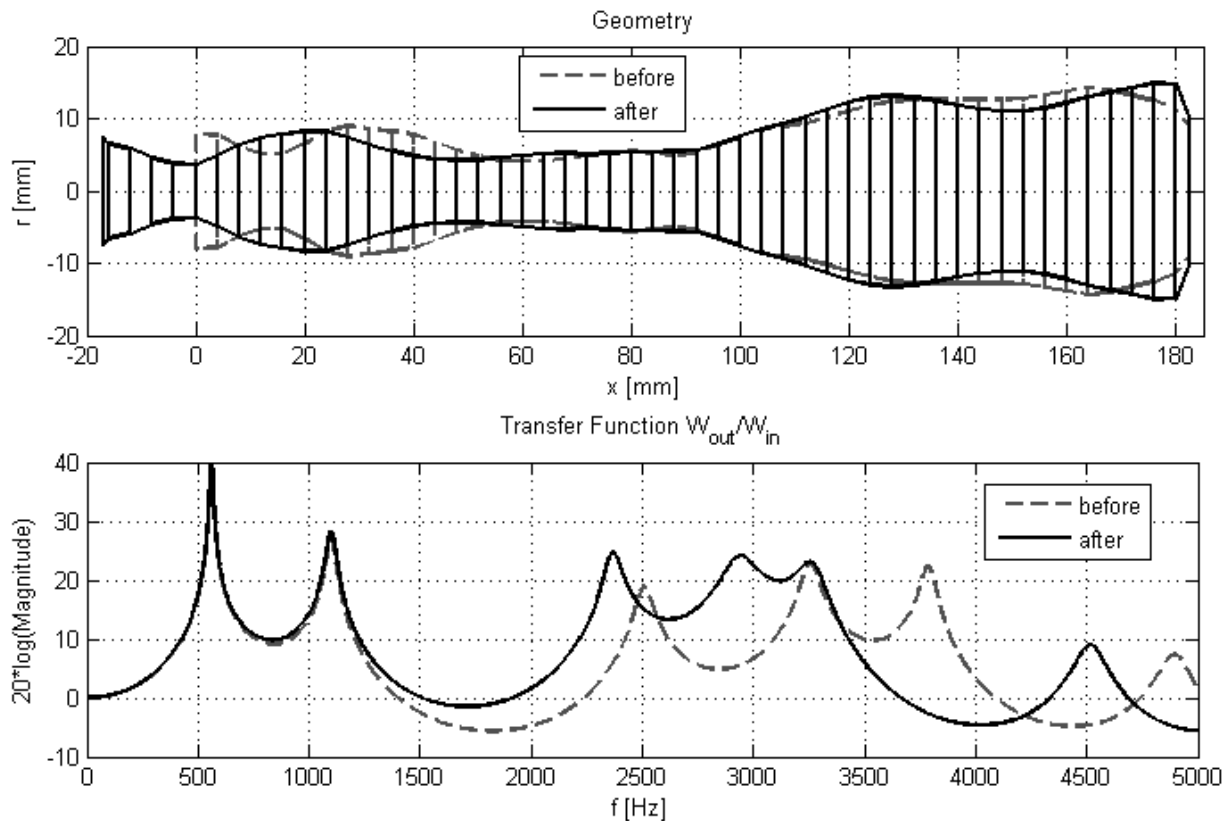 Geometry
20
10
0
-10
-20
r [mm]
before
after
-20 0 20 40 60 80 100 120 140 160 180
x [mm]
Transfer Function W_out/W_in
40
30
20
10
0
-10
20*log(Magnitude)
before
after
0 500 1000 1500 2000 2500 3000 3500 4000 4500 5000
f [Hz]